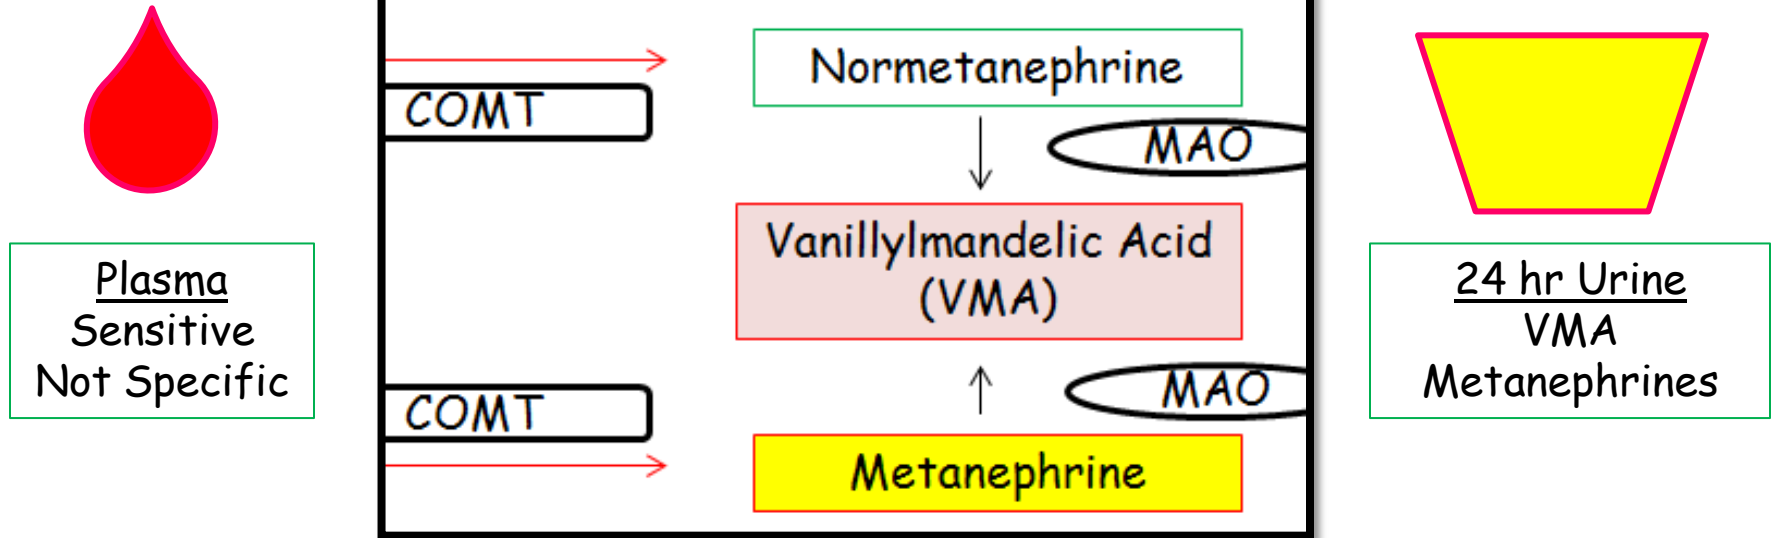 Plasma
Sensitive
Not Specific
COMT
Normetanephrine
MAO
Vanillylmandelic Acid
(VMA)
COMT
MAO
Metanephrine
24 hr Urine
VMA
Metanephrines